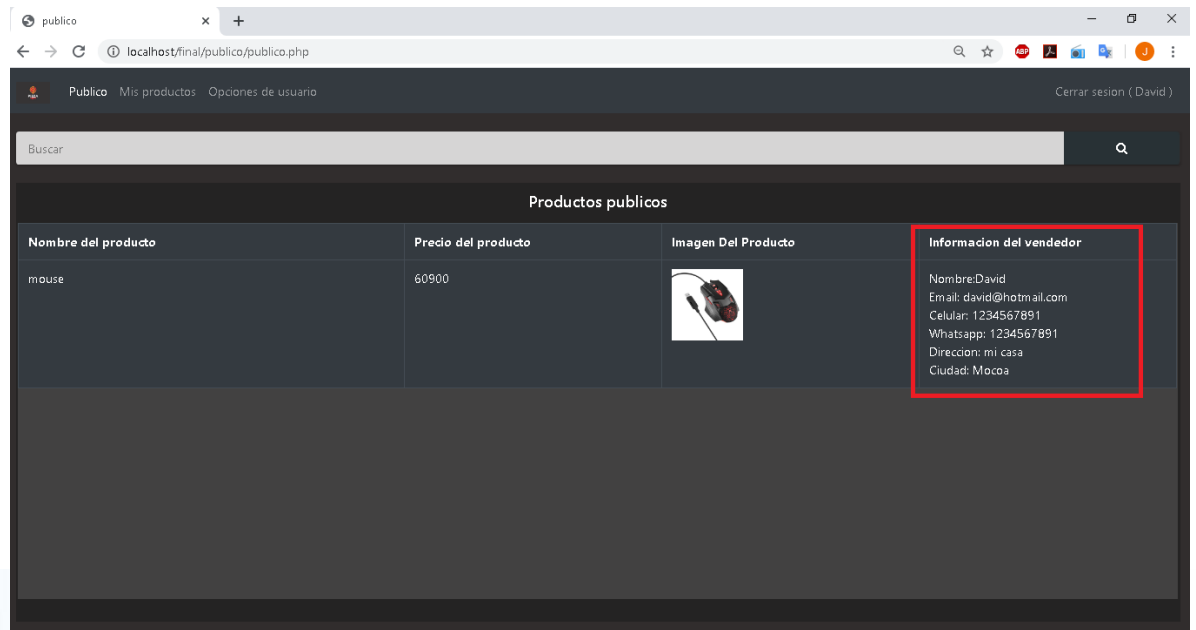 publico
localhost/final/publico/publico.php
ABP
J
Publico Mis productos Opciones de usuario
Cerrar sesion ( David )
Buscar
Productos publicos
Nombre del producto
Precio del producto
Imagen Del Producto
Informacion del vendedor
mouse
60900
Nombre:David
Email: david@hotmail.com
Celular: 1234567891
Whatsapp: 1234567891
Direccion: mi casa
Ciudad: Mocoa